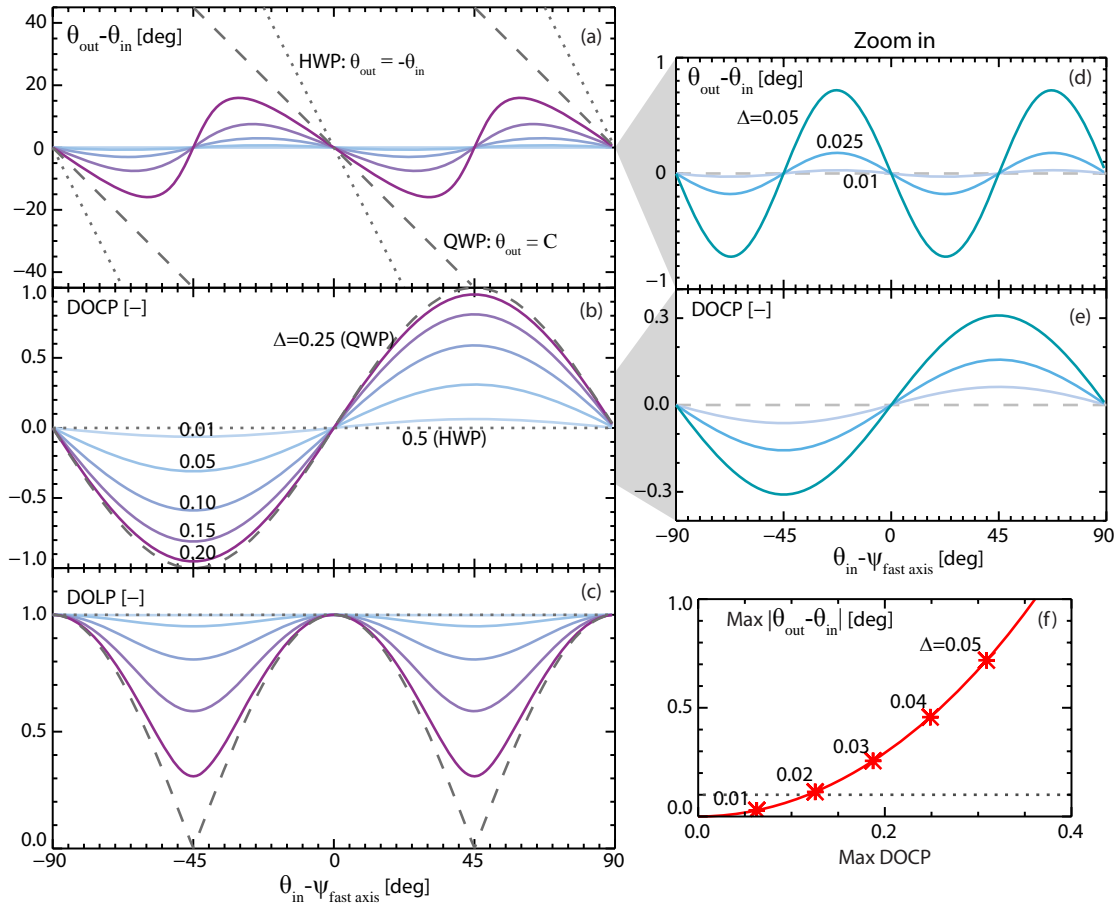 θout-θin [deg]
(a)
HWP: θout = -θin
QWP: θout = C
40
20
0
−20
−40
DOCP [–]
(b)
Δ=0.25 (QWP)
0.01
0.05
0.10
0.15
0.20
0.5 (HWP)
1.0
0.5
0.0
−0.5
−1.0
DOLP [–]
(c)
1.0
0.5
0.0
−90 −45 0 45 90
θin-ψfast axis [deg]
Zoom in
θout-θin [deg]
(d)
Δ=0.05
0.025
0.01
1
0
−1
DOCP [–]
(e)
0.3
0.0
−0.3
−90 −45 0 45 90
θin-ψfast axis [deg]
Max |θout-θin| [deg]
(f)
Δ=0.05
0.04
0.03
0.02
0.01
1.0
0.5
0.0
0.0 0.2 0.4
Max DOCP